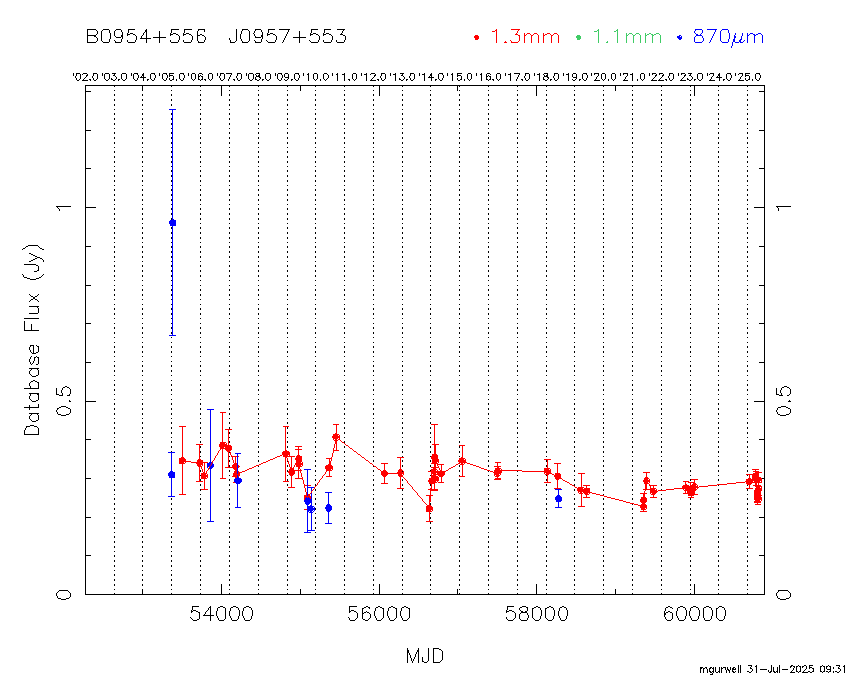 B0954+556 J0957+553 1.3mm 1.1mm 870μm
'02.0 '03.0 '04.0 '05.0 '06.0 '07.0 '08.0 '09.0 '10.0 '11.0 '12.0 '13.0 '14.0 '15.0 '16.0 '17.0 '18.0 '19.0 '20.0 '21.0 '22.0 '23.0 '24.0 '25.0
1 1
Database Flux (Jy)
0.5 0.5
0 0
54000 56000 58000 60000
MJD
mgurwell 31-Jul-2025 09:31